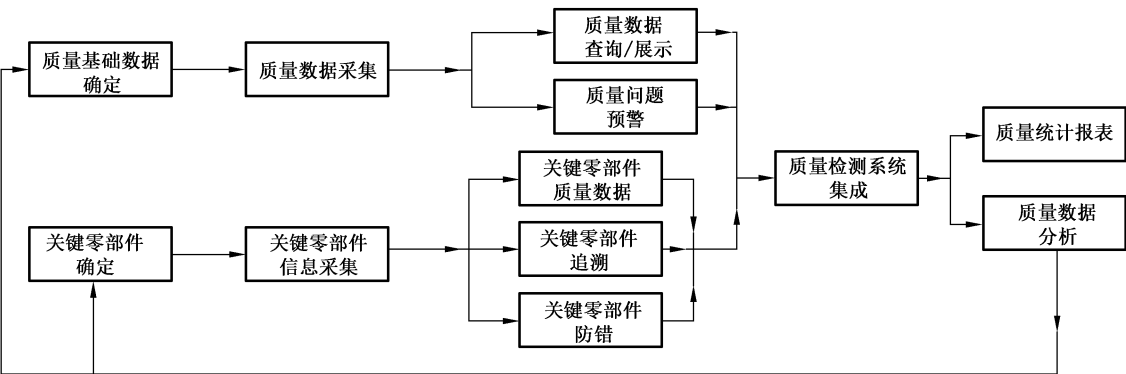 质量基础数据
确定
质量数据采集
质量数据
查询/展示
质量问题
预警
关键零部件
确定
关键零部件
信息采集
关键零部件
质量数据
关键零部件
追溯
关键零部件
防错
质量检测系统
集成
质量统计报表
质量数据
分析